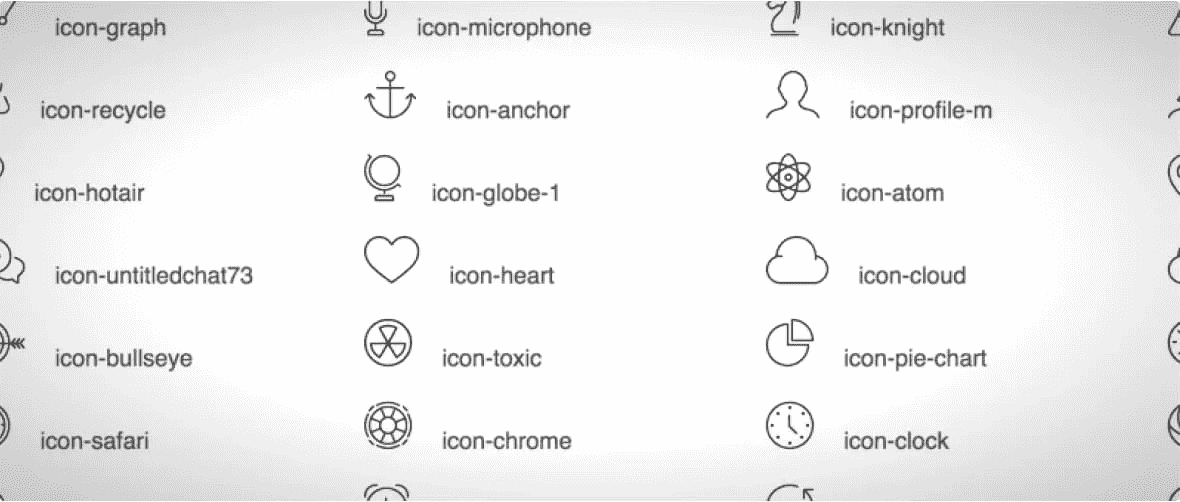 icon-graph icon-microphone icon-knight
icon-recycle icon-anchor icon-profile-m
icon-hotair icon-globe-1 icon-atom
icon-untitledchat73 icon-heart icon-cloud
icon-bullseye icon-toxic icon-pie-chart
icon-safari icon-chrome icon-clock